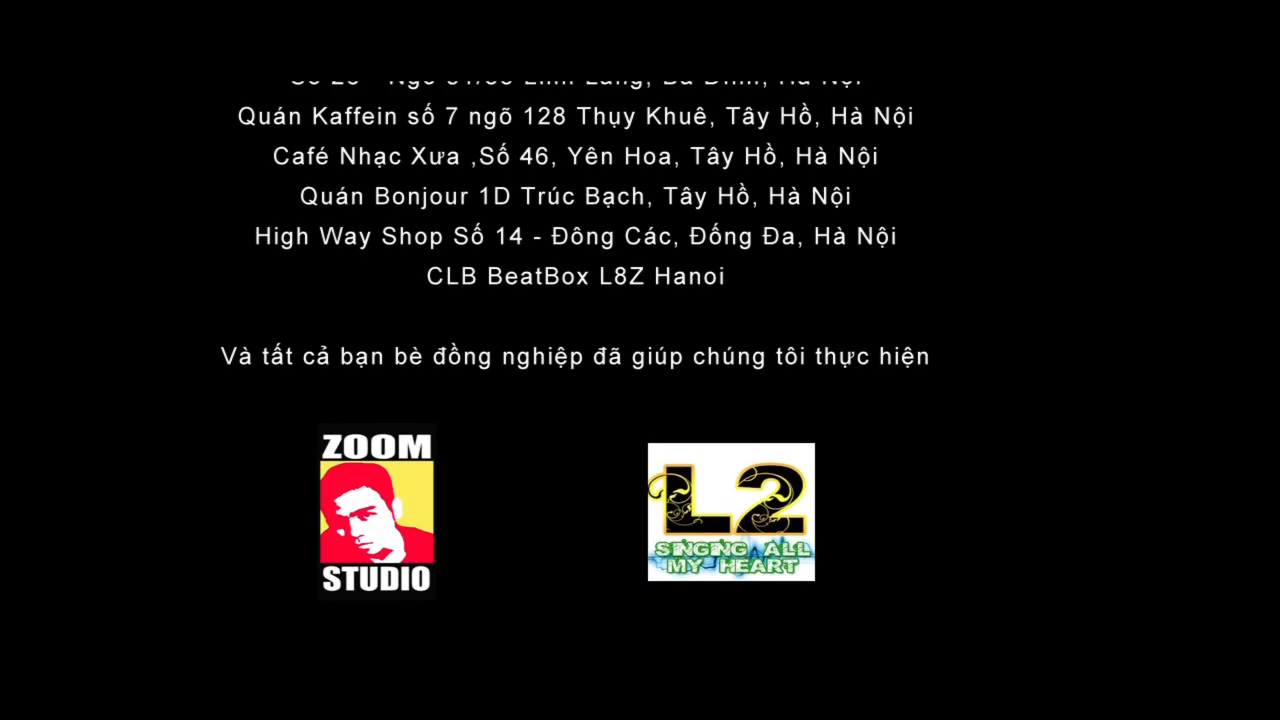 Quán Kaffein số 7 ngõ 128 Thụy Khuê, Tây Hồ, Hà Nội
Café Nhạc Xưa ,Số 46, Yên Hoa, Tây Hồ, Hà Nội
Quán Bonjour 1D Trúc Bạch, Tây Hồ, Hà Nội
High Way Shop Số 14 - Đông Các, Đống Đa, Hà Nội
CLB BeatBox L8Z Hanoi
Và tất cả bạn bè đồng nghiệp đã giúp chúng tôi thực hiện
ZOOM
STUDIO
L2
SINGING ALL
MY HEART